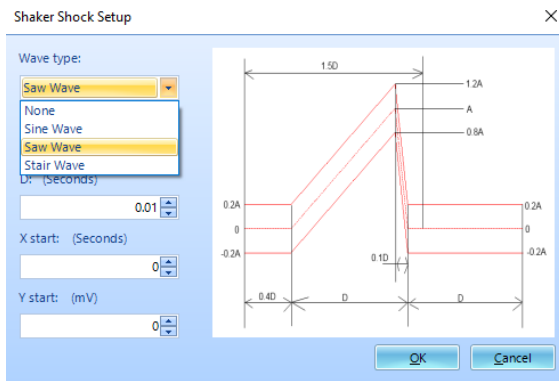 Shaker Shock Setup
Wave type:
Saw Wave
None
Sine Wave
Saw Wave
Stair Wave
D: (Seconds)
0.01
X start: (Seconds)
0
Y start: (mV)
0
1.5D
1.2A
A
0.8A
0.2A
0
-0.2A
0.2A
0
-0.2A
0.1D
0.4D
D
D
OK
Cancel